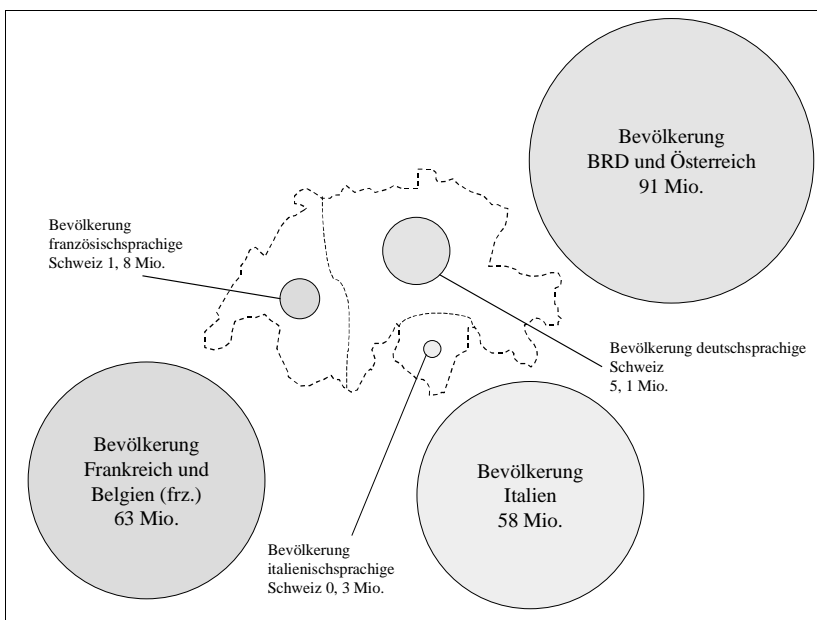 Bevölkerung
BRD und Österreich
91 Mio.
Bevölkerung
französischsprachige
Schweiz 1, 8 Mio.
Bevölkerung deutschsprachige
Schweiz
5, 1 Mio.
Bevölkerung
Frankreich und
Belgien (frz.)
63 Mio.
Bevölkerung
Italien
58 Mio.
Bevölkerung
italienischsprachige
Schweiz 0, 3 Mio.